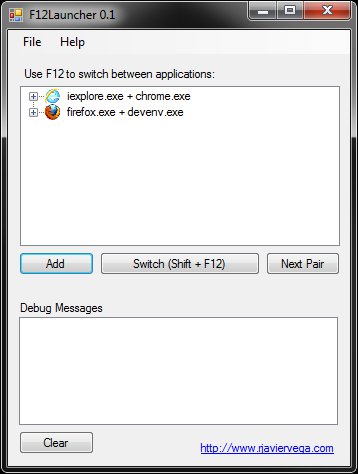 F12Launcher 0.1
File Help
Use F12 to switch between applications:
iexplore.exe + chrome.exe
firefox.exe + devenv.exe
Add Switch (Shift + F12) Next Pair
Debug Messages
Clear
http://www.rjaviervega.com